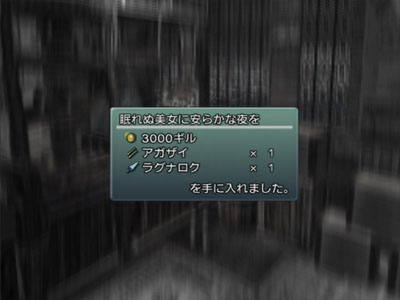 眠れぬ美女に安らかな夜を
3000ギル
アガザイ × 1
ラグナロク × 1
を手に入れました。